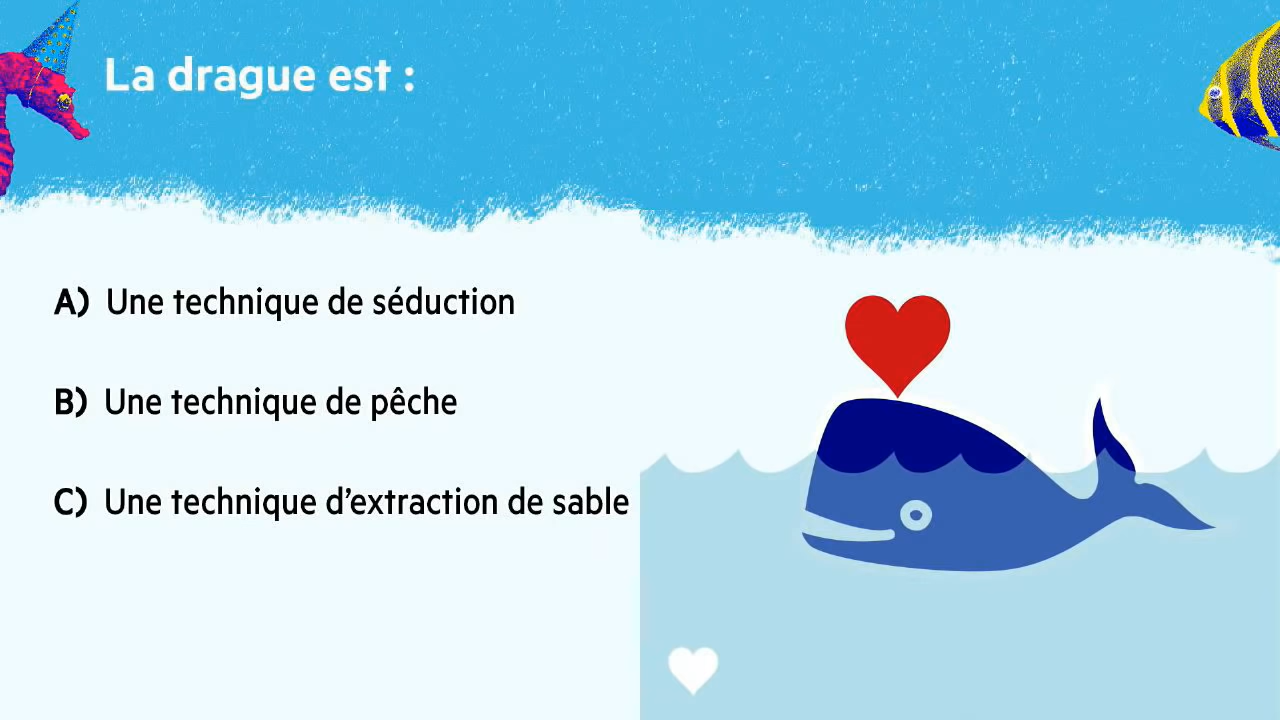 La drague est :
A) Une technique de séduction
B) Une technique de pêche
C) Une technique d’extraction de sable